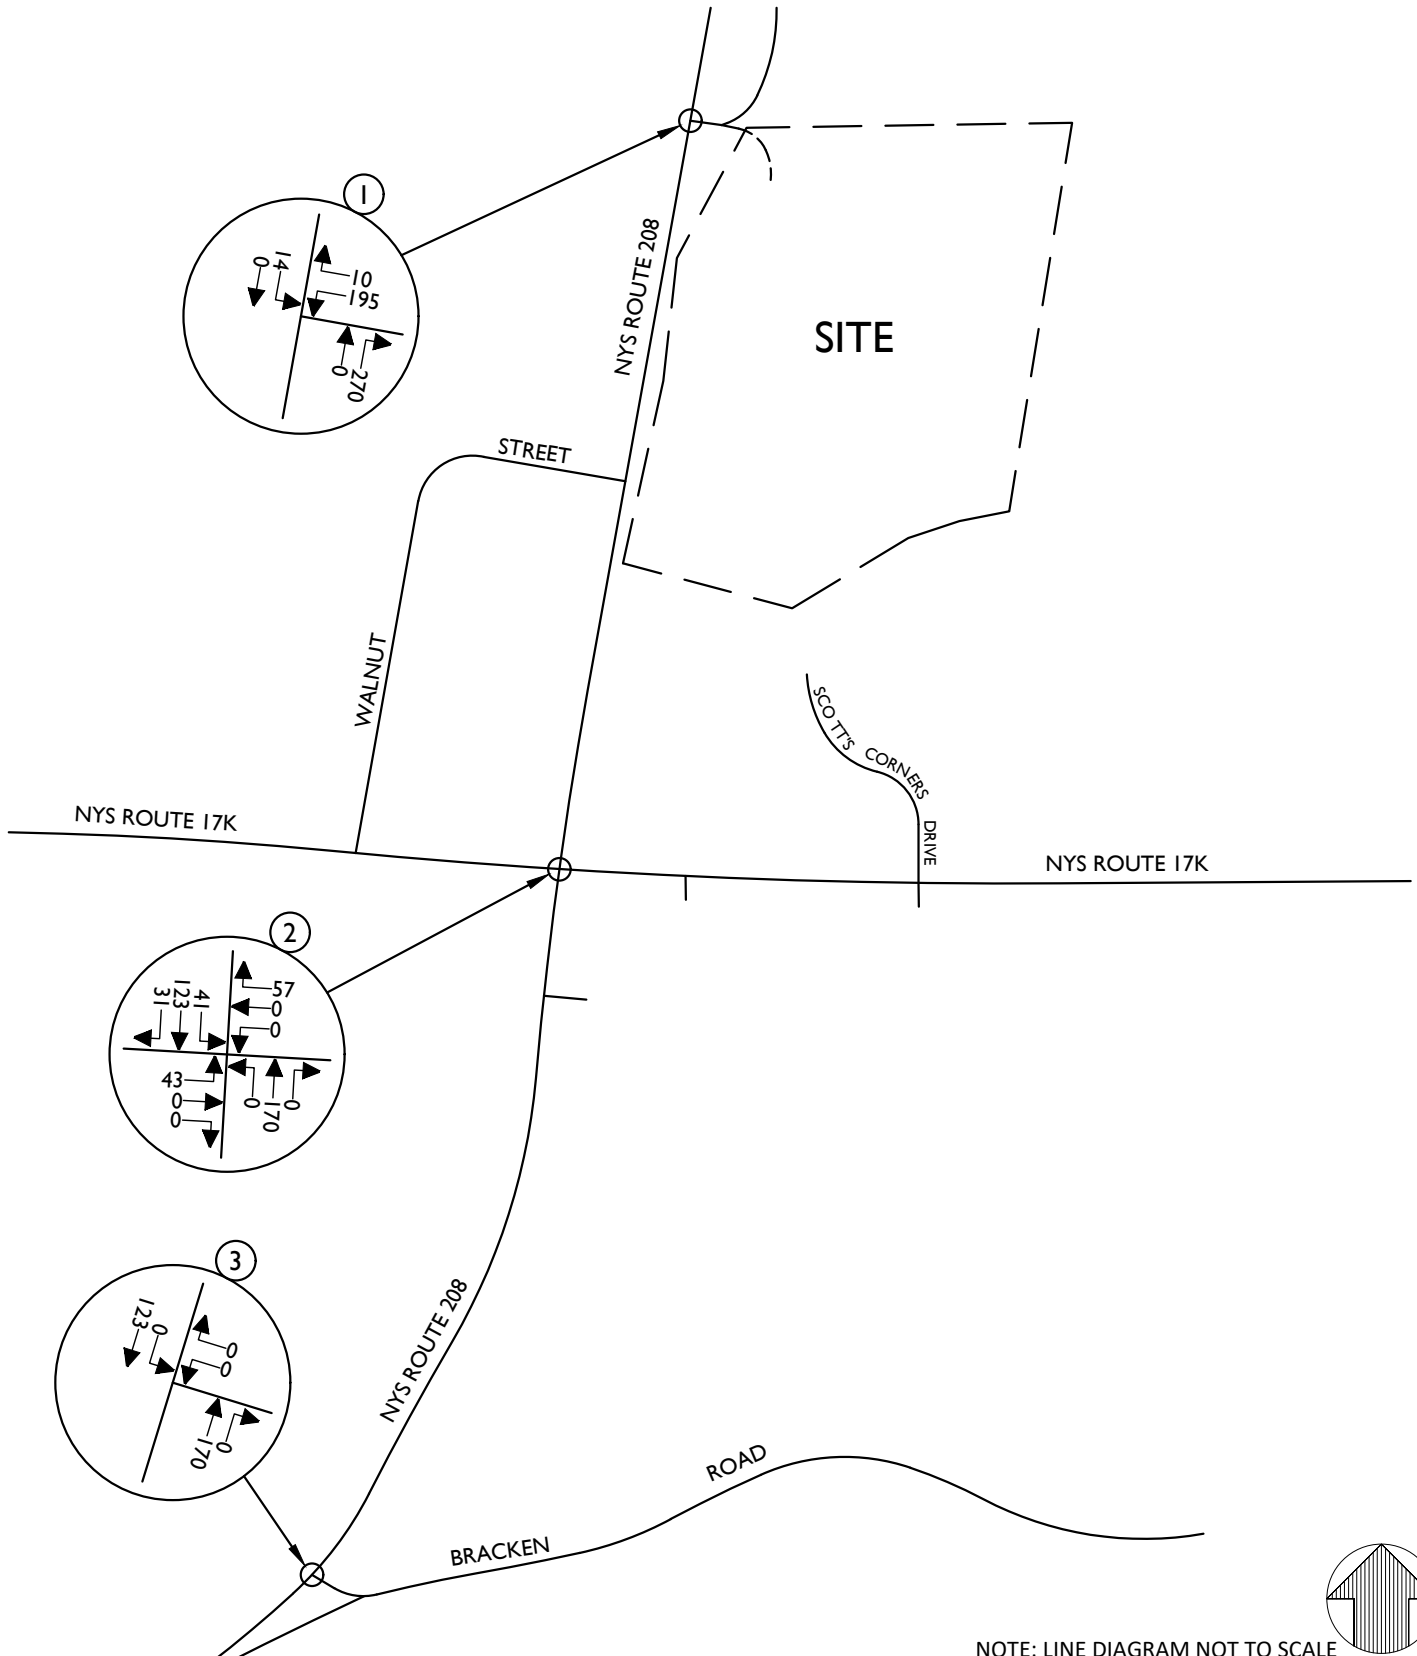 1
14
0
10
195
0
270
NYS ROUTE 208
SITE
STREET
WALNUT
SCOTT'S CORNERS DRIVE
NYS ROUTE 17K
NYS ROUTE 17K
2
31
123
41
57
0
0
43
0
0
0
170
0
3
123
0
0
0
170
0
NYS ROUTE 208
BRACKEN ROAD
NOTE: LINE DIAGRAM NOT TO SCALE